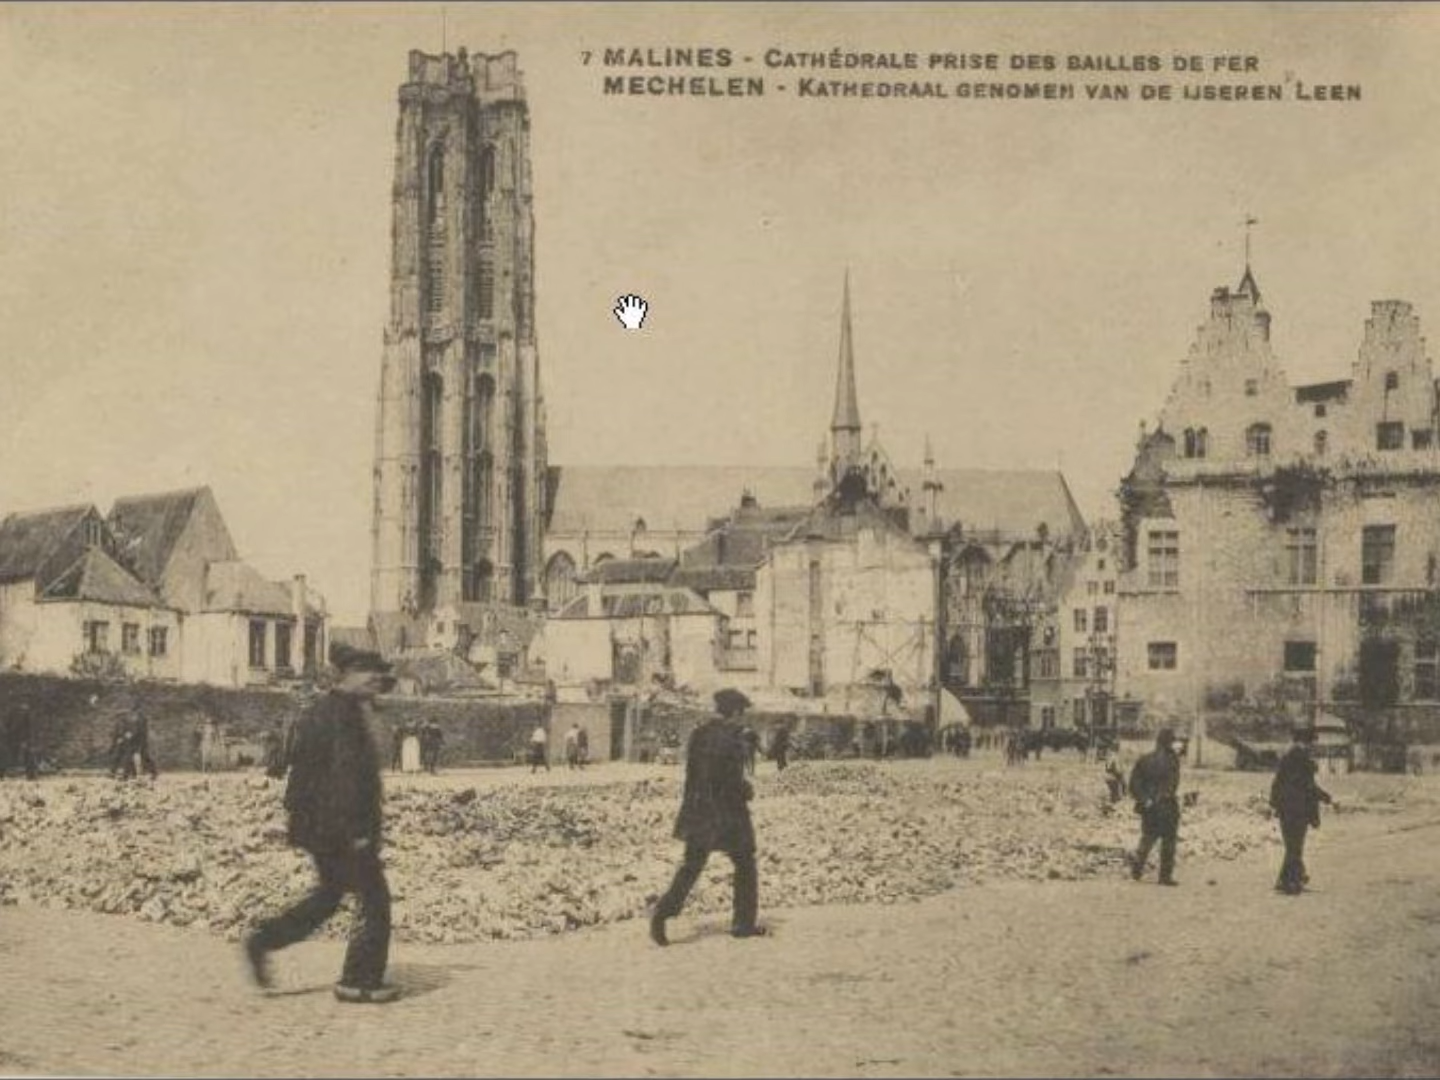 7 MALINES - CATHÉDRALE PRISE DES BAILLES DE FER
MECHELEN - KATHEDRAAL GENOMEN VAN DE IJSEREN LEEN